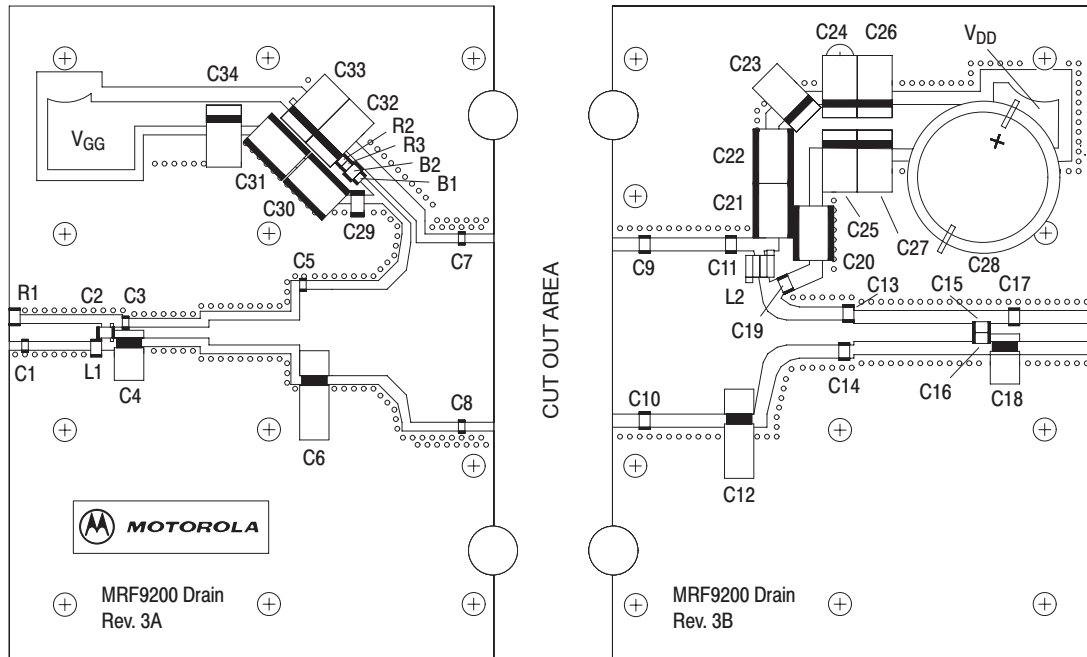 C34
C33
C32
R2
R3
B2
B1
VGG
C31
C30
C29
C7
C5
R1
C2
C3
C1
L1
C4
C6
C8
MOTOROLA
MRF9200 Drain
Rev. 3A
CUT OUT AREA
C24
C26
VDD
C23
C22
C21
C25
C27
C28
C20
C9
C11
L2
C19
C13
C15
C17
C14
C16
C18
C10
C12
MRF9200 Drain
Rev. 3B